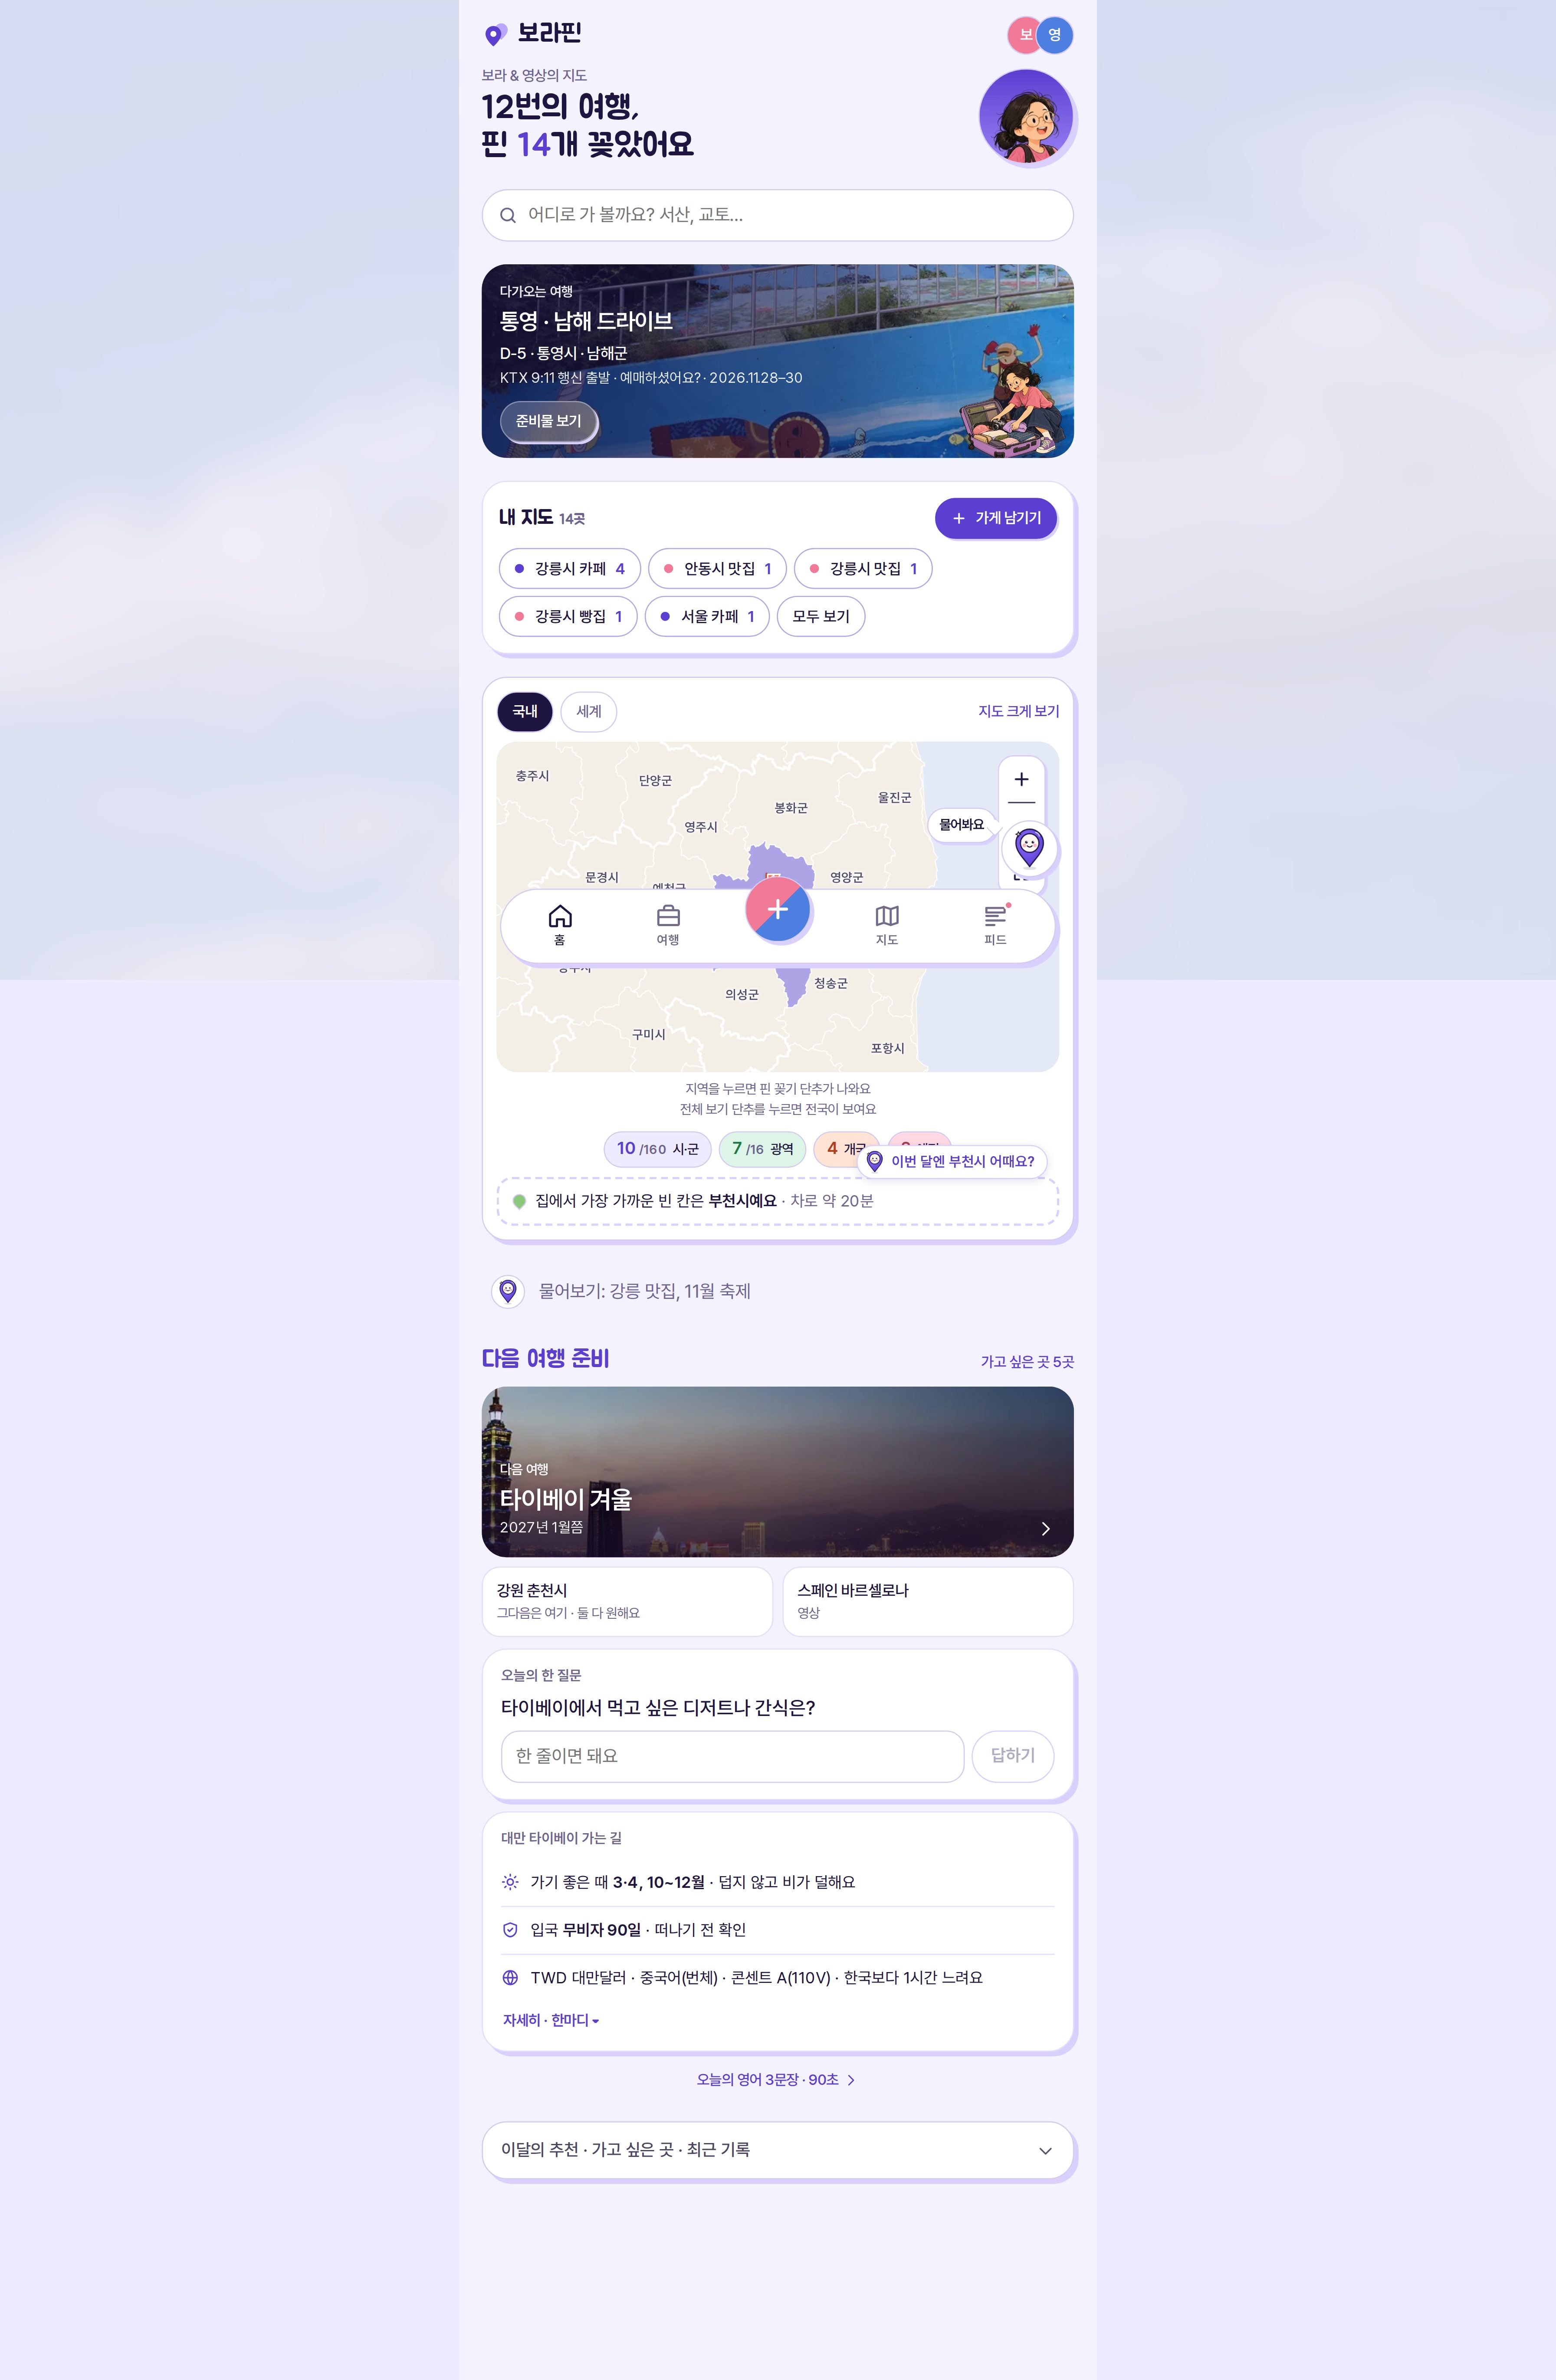 보라핀
보 영
보라 & 영상의 지도
12번의 여행,
핀 14개 꽂았어요
어디로 가 볼까요? 서산, 교토...
다가오는 여행
통영 · 남해 드라이브
D-5 · 통영시 · 남해군
KTX 9:11 행신 출발 · 예매하셨어요? · 2026.11.28–30
준비물 보기
내 지도 14곳
+ 가게 남기기
강릉시 카페 4
안동시 맛집 1
강릉시 맛집 1
강릉시 빵집 1
서울 카페 1
모두 보기
국내
세계
지도 크게 보기
충주시
단양군
봉화군
울진군
영주시
물어봐요
문경시
영양군
홈
여행
지도
피드
청송군
의성군
구미시
포항시
지역을 누르면 핀 꽂기 단추가 나와요
전체 보기 단추를 누르면 전국이 보여요
10 /160 시·군
7 /16 광역
4 개국
이번 달엔 부천시 어때요?
집에서 가장 가까운 빈 칸은 부천시예요 · 차로 약 20분
물어보기: 강릉 맛집, 11월 축제
다음 여행 준비
가고 싶은 곳 5곳
다음 여행
타이베이 겨울
2027년 1월쯤
강원 춘천시
그다음은 여기 · 둘 다 원해요
스페인 바르셀로나
영상
오늘의 한 질문
타이베이에서 먹고 싶은 디저트나 간식은?
한 줄이면 돼요
답하기
대만 타이베이 가는 길
가기 좋은 때 3·4, 10~12월 · 덥지 않고 비가 덜해요
입국 무비자 90일 · 떠나기 전 확인
TWD 대만달러 · 중국어(번체) · 콘센트 A(110V) · 한국보다 1시간 느려요
자세히 · 한마디
오늘의 영어 3문장 · 90초
이달의 추천 · 가고 싶은 곳 · 최근 기록